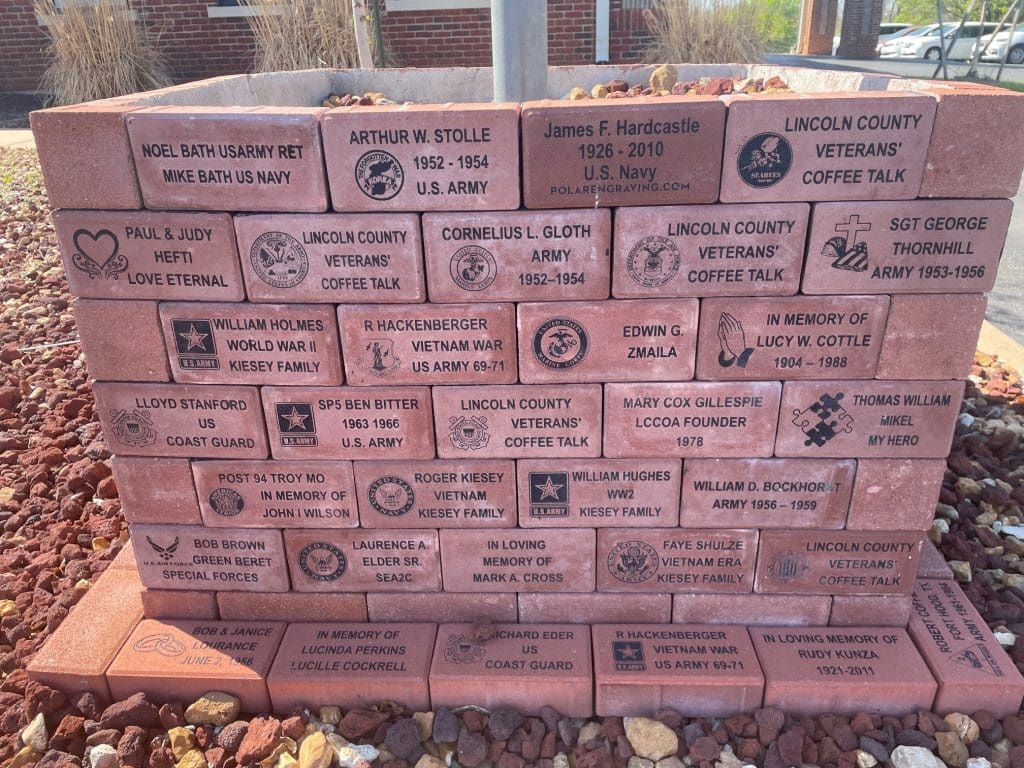 NOEL BATH USARMY RET
MIKE BATH US NAVY
ARTHUR W. STOLLE
1952 - 1954
U.S. ARMY
James F. Hardcastle
1926 - 2010
U.S. Navy
POLARENGRAVING.COM
LINCOLN COUNTY
VETERANS'
COFFEE TALK
SEABEES
PAUL & JUDY
HEFTI
LOVE ETERNAL
LINCOLN COUNTY
VETERANS'
COFFEE TALK
CORNELIUS L. GLOTH
ARMY
1952–1954
LINCOLN COUNTY
VETERANS'
COFFEE TALK
SGT GEORGE
THORNHILL
ARMY 1953-1956
WILLIAM HOLMES
WORLD WAR II
KIESEY FAMILY
U.S. ARMY
R HACKENBERGER
VIETNAM WAR
US ARMY 69-71
EDWIN G.
ZMAILA
IN MEMORY OF
LUCY W. COTTLE
1904 – 1988
LLOYD STANFORD
US
COAST GUARD
SP5 BEN BITTER
1963 1966
U.S. ARMY
U.S. ARMY
LINCOLN COUNTY
VETERANS'
COFFEE TALK
MARY COX GILLESPIE
LCCOA FOUNDER
1978
THOMAS WILLIAM
MIKEL
MY HERO
POST 94 TROY MO
IN MEMORY OF
JOHN I WILSON
ROGER KIESEY
VIETNAM
KIESEY FAMILY
WILLIAM HUGHES
WW2
KIESEY FAMILY
U.S. ARMY
WILLIAM D. BOCKHORST
ARMY 1956 – 1959
BOB BROWN
GREEN BERET
SPECIAL FORCES
U.S. AIR FORCE
LAURENCE A.
ELDER SR.
SEA2C
IN LOVING
MEMORY OF
MARK A. CROSS
FAYE SHULZE
VIETNAM ERA
KIESEY FAMILY
LINCOLN COUNTY
VETERANS'
COFFEE TALK
BOB & JANICE
LOURANCE
JUNE 2, 1956
IN MEMORY OF
LUCINDA PERKINS
LUCILLE COCKRELL
RICHARD EDER
US
COAST GUARD
R HACKENBERGER
VIETNAM WAR
US ARMY 69-71
U.S. ARMY
IN LOVING MEMORY OF
RUDY KUNZA
1921-2011
ROBERT
FORT HOOD, TX
ARMY 1961-1964